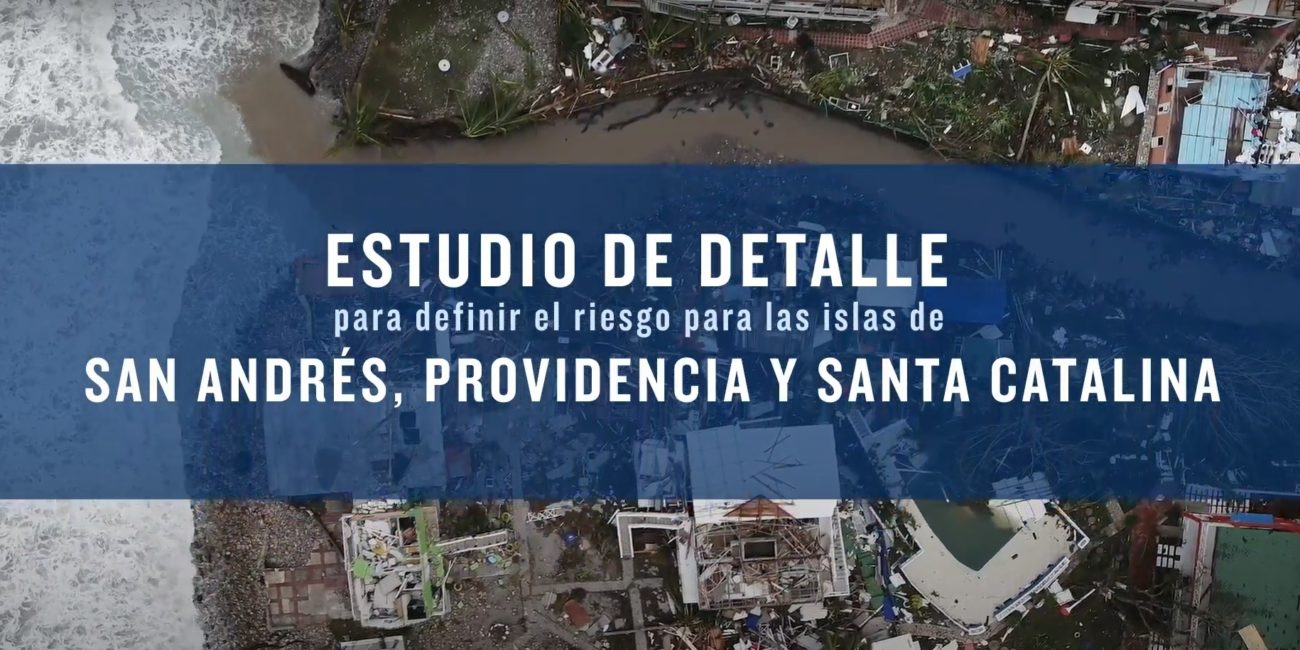 ESTUDIO DE DETALLE
para definir el riesgo para las islas de
SAN ANDRÉS, PROVIDENCIA Y SANTA CATALINA